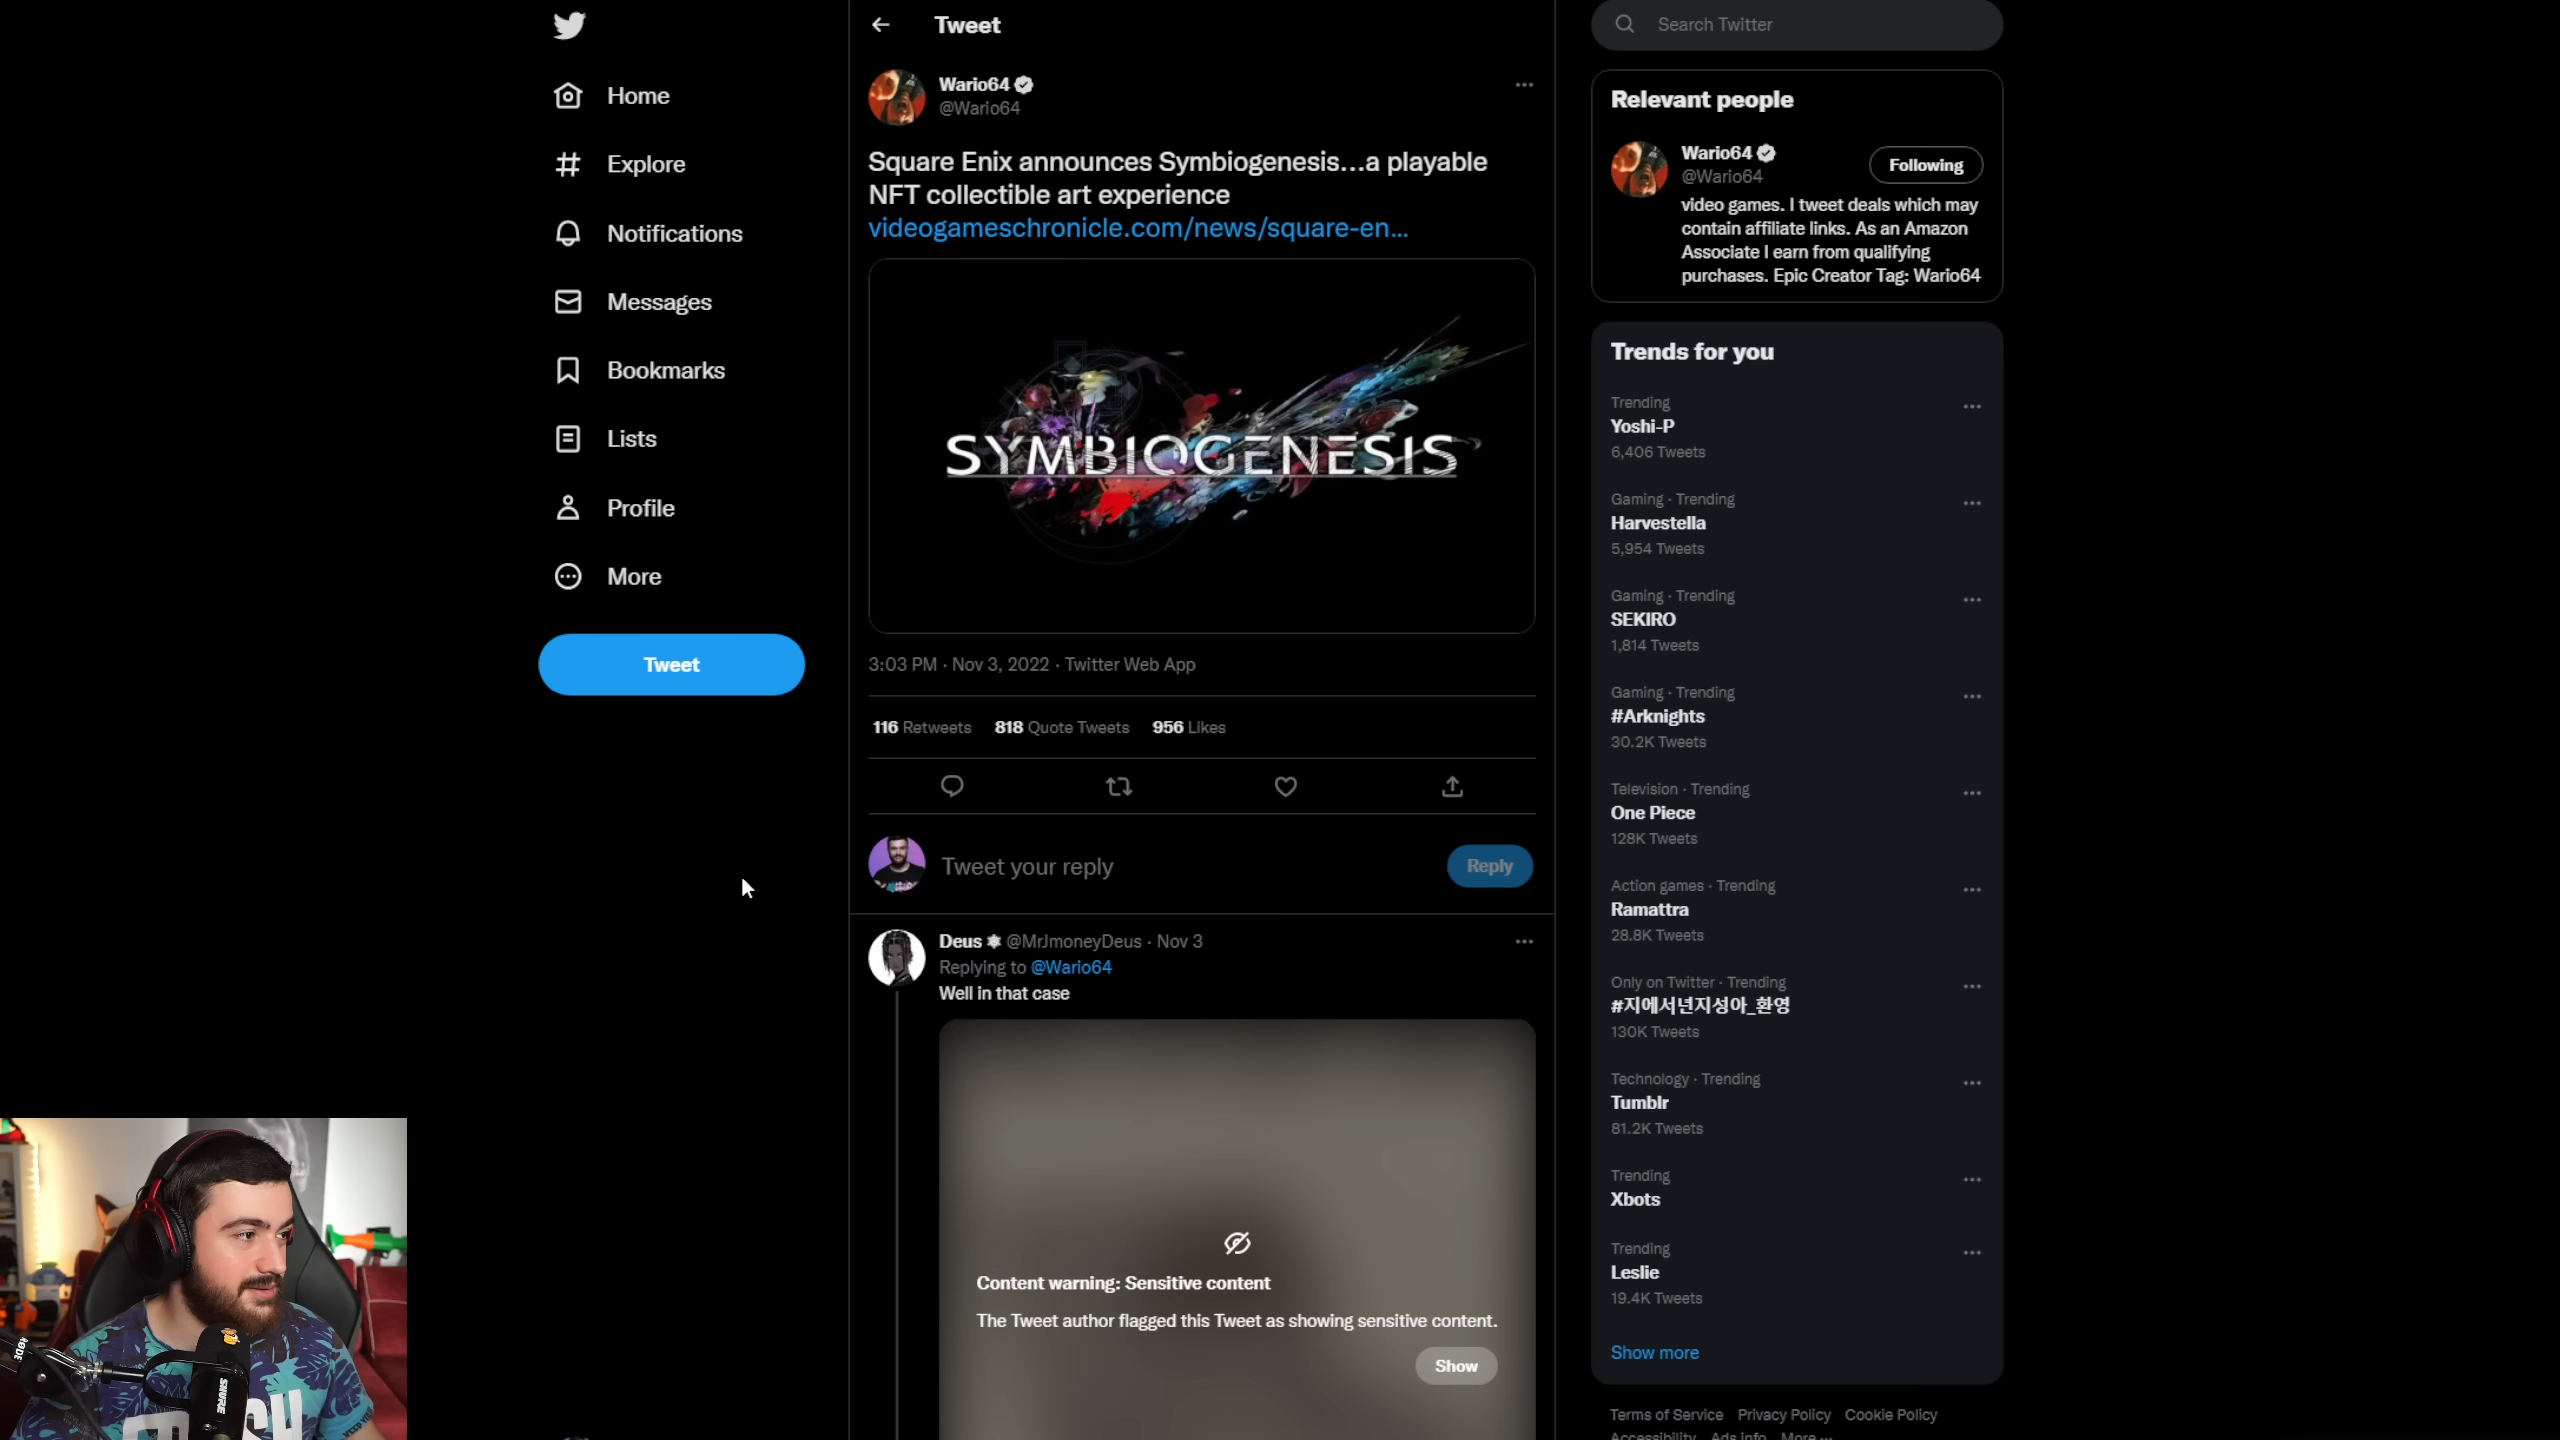 Home
Explore
Notifications
Messages
Bookmarks
Lists
Profile
More
Tweet
Tweet
Wario64
@Wario64
Square Enix announces Symbiogenesis...a playable
NFT collectible art experience
videogameschronicle.com/news/square-en...
SYMBIOGENESIS
3:03 PM · Nov 3, 2022 · Twitter Web App
116 Retweets 818 Quote Tweets 956 Likes
Tweet your reply
Reply
Deus @MrJmoneyDeus · Nov 3
Replying to @Wario64
Well in that case
Content warning: Sensitive content
The Tweet author flagged this Tweet as showing sensitive content.
Show
Search Twitter
Relevant people
Wario64
@Wario64
Following
video games. I tweet deals which may
contain affiliate links. As an Amazon
Associate I earn from qualifying
purchases. Epic Creator Tag: Wario64
Trends for you
Trending
Yoshi-P
6,406 Tweets
Gaming · Trending
Harvestella
5,954 Tweets
Gaming · Trending
SEKIRO
1,814 Tweets
Gaming · Trending
#Arknights
30.2K Tweets
Television · Trending
One Piece
128K Tweets
Action games · Trending
Ramattra
28.8K Tweets
Only on Twitter · Trending
#지에서넌지성아_환영
130K Tweets
Technology · Trending
Tumblr
81.2K Tweets
Trending
Xbots
Trending
Leslie
19.4K Tweets
Show more
Terms of Service Privacy Policy Cookie Policy
Accessibility Ads info More ...
RØDE
SHURE